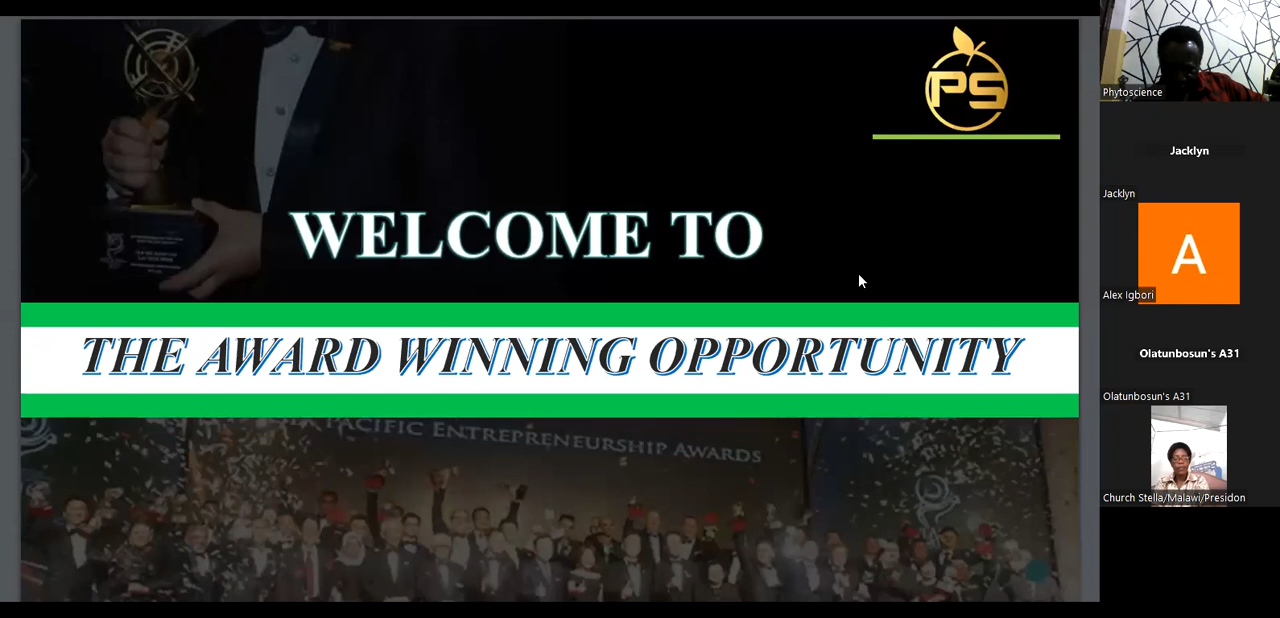 PS
WELCOME TO
THE AWARD WINNING OPPORTUNITY
PACIFIC ENTREPRENEURSHIP AWARDS
Phytoscience
Jacklyn
Jacklyn
A
Alex Igbori
Olatunbosun's A31
Olatunbosun's A31
Church Stella/Malawi/Presidon